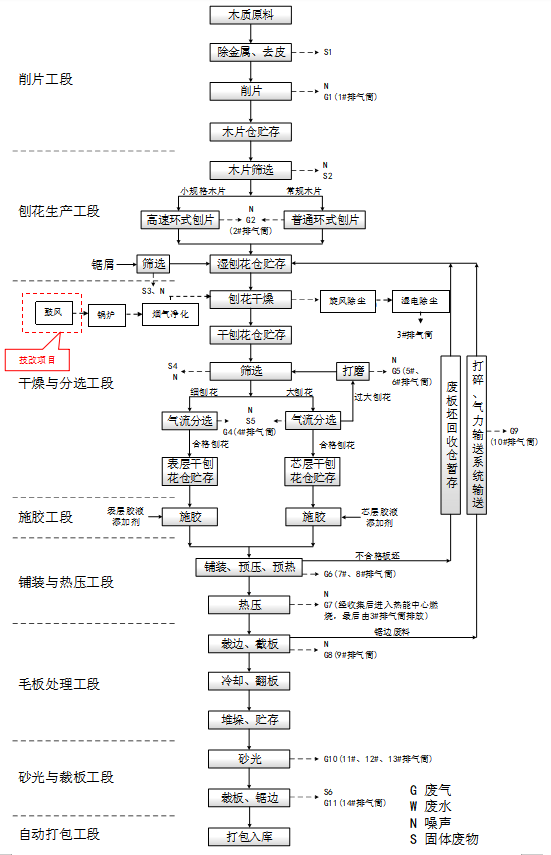 木质原料
除金属、去皮
S1
削片工段
削片
N
G1(1#排气筒)
木片仓贮存
木片筛选
N
S2
小规格木片
常规木片
刨花生产工段
高速环式刨片
N
G2
(2#排气筒)
普通环式刨片
锯屑
筛选
湿刨花仓贮存
S3、N
刨花干燥
旋风除尘
湿电除尘
鼓风
锅炉
烟气净化
3#排气筒
干刨花仓贮存
技改项目
干燥与分选工段
S4
N
筛选
打磨
N
G5(5#、
6#排气筒)
细刨花
大刨花
过大刨花
气流分选
N
S5
G4(4#排气筒)
气流分选
合格刨花
合格刨花
表层干刨
花仓贮存
芯层干刨
花仓贮存
废板坯回收仓暂存
打碎、气力输送系统输送
G9
(10#排气筒)
施胶工段
表层胶液
添加剂
施胶
施胶
芯层胶液
添加剂
不合格板坯
铺装、预压、预热
G6(7#、8#排气筒)
铺装与热压工段
热压
N
G7(经收集后进入热能中心燃
烧，最后由3#排气筒排放)
锯边废料
裁边、截板
N
G8(9#排气筒)
毛板处理工段
冷却、翻板
堆垛、贮存
砂光
G10(11#、12#、13#排气筒)
砂光与裁板工段
裁板、锯边
S6
G11(14#排气筒)
自动打包工段
打包入库
G 废气
W 废水
N 噪声
S 固体废物